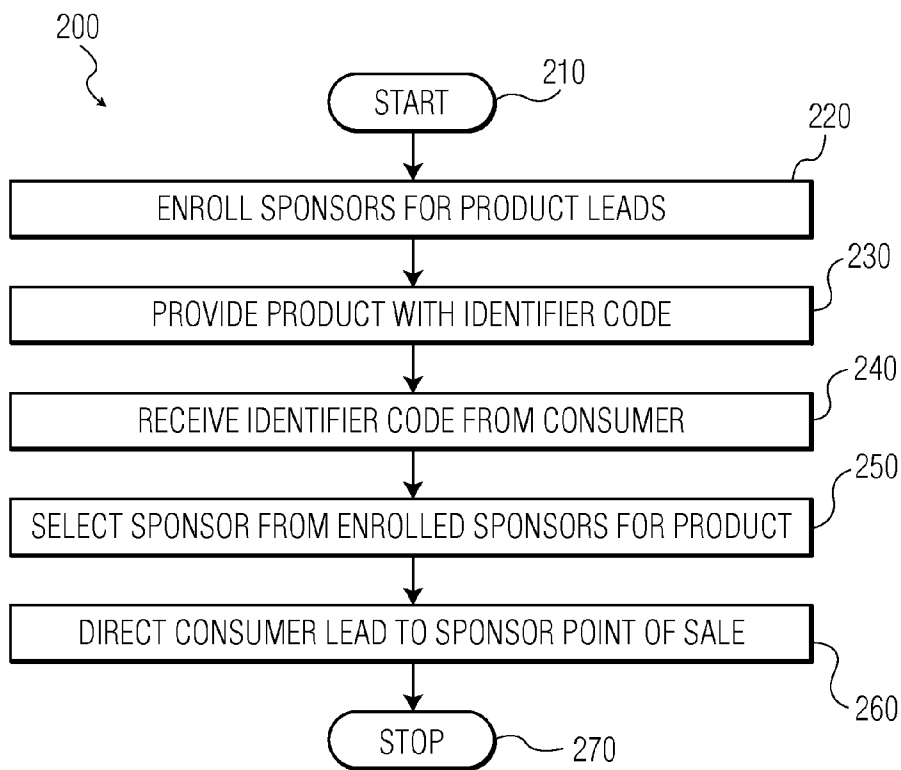 200
START
210
220
ENROLL SPONSORS FOR PRODUCT LEADS
230
PROVIDE PRODUCT WITH IDENTIFIER CODE
240
RECEIVE IDENTIFIER CODE FROM CONSUMER
250
SELECT SPONSOR FROM ENROLLED SPONSORS FOR PRODUCT
DIRECT CONSUMER LEAD TO SPONSOR POINT OF SALE
260
STOP
270